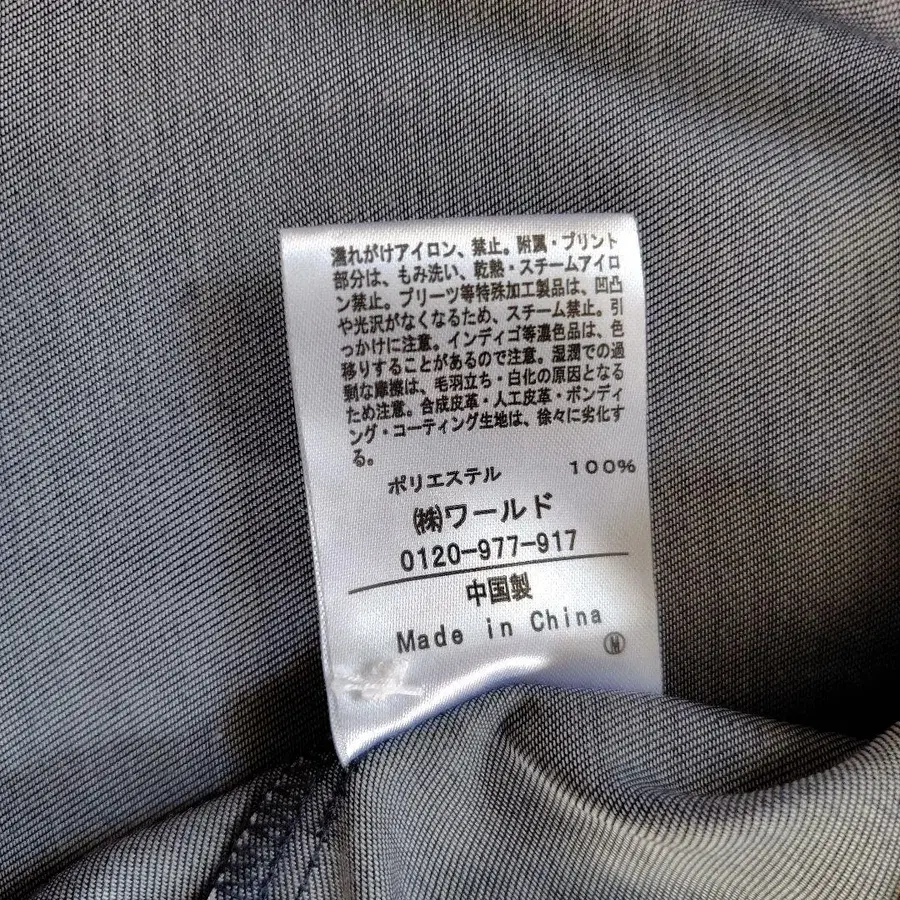 濡れがけアイロン、禁止。附属・プリント
部分は、もみ洗い、乾熱・スチームアイロ
ン禁止。プリーツ等特殊加工製品は、凹凸
や光沢がなくなるため、スチーム禁止。引
っかけに注意。インディゴ等濃色品は、色
移りすることがあるので注意。湿潤での過
剰な摩擦は、毛羽立ち・白化の原因となる
ため注意。合成皮革・人工皮革・ボンディ
ング・コーティング生地は、徐々に劣化す
る。
ポリエステル 100%
㈱ワールド
0120-977-917
中国製
Made in China
Ⓜ